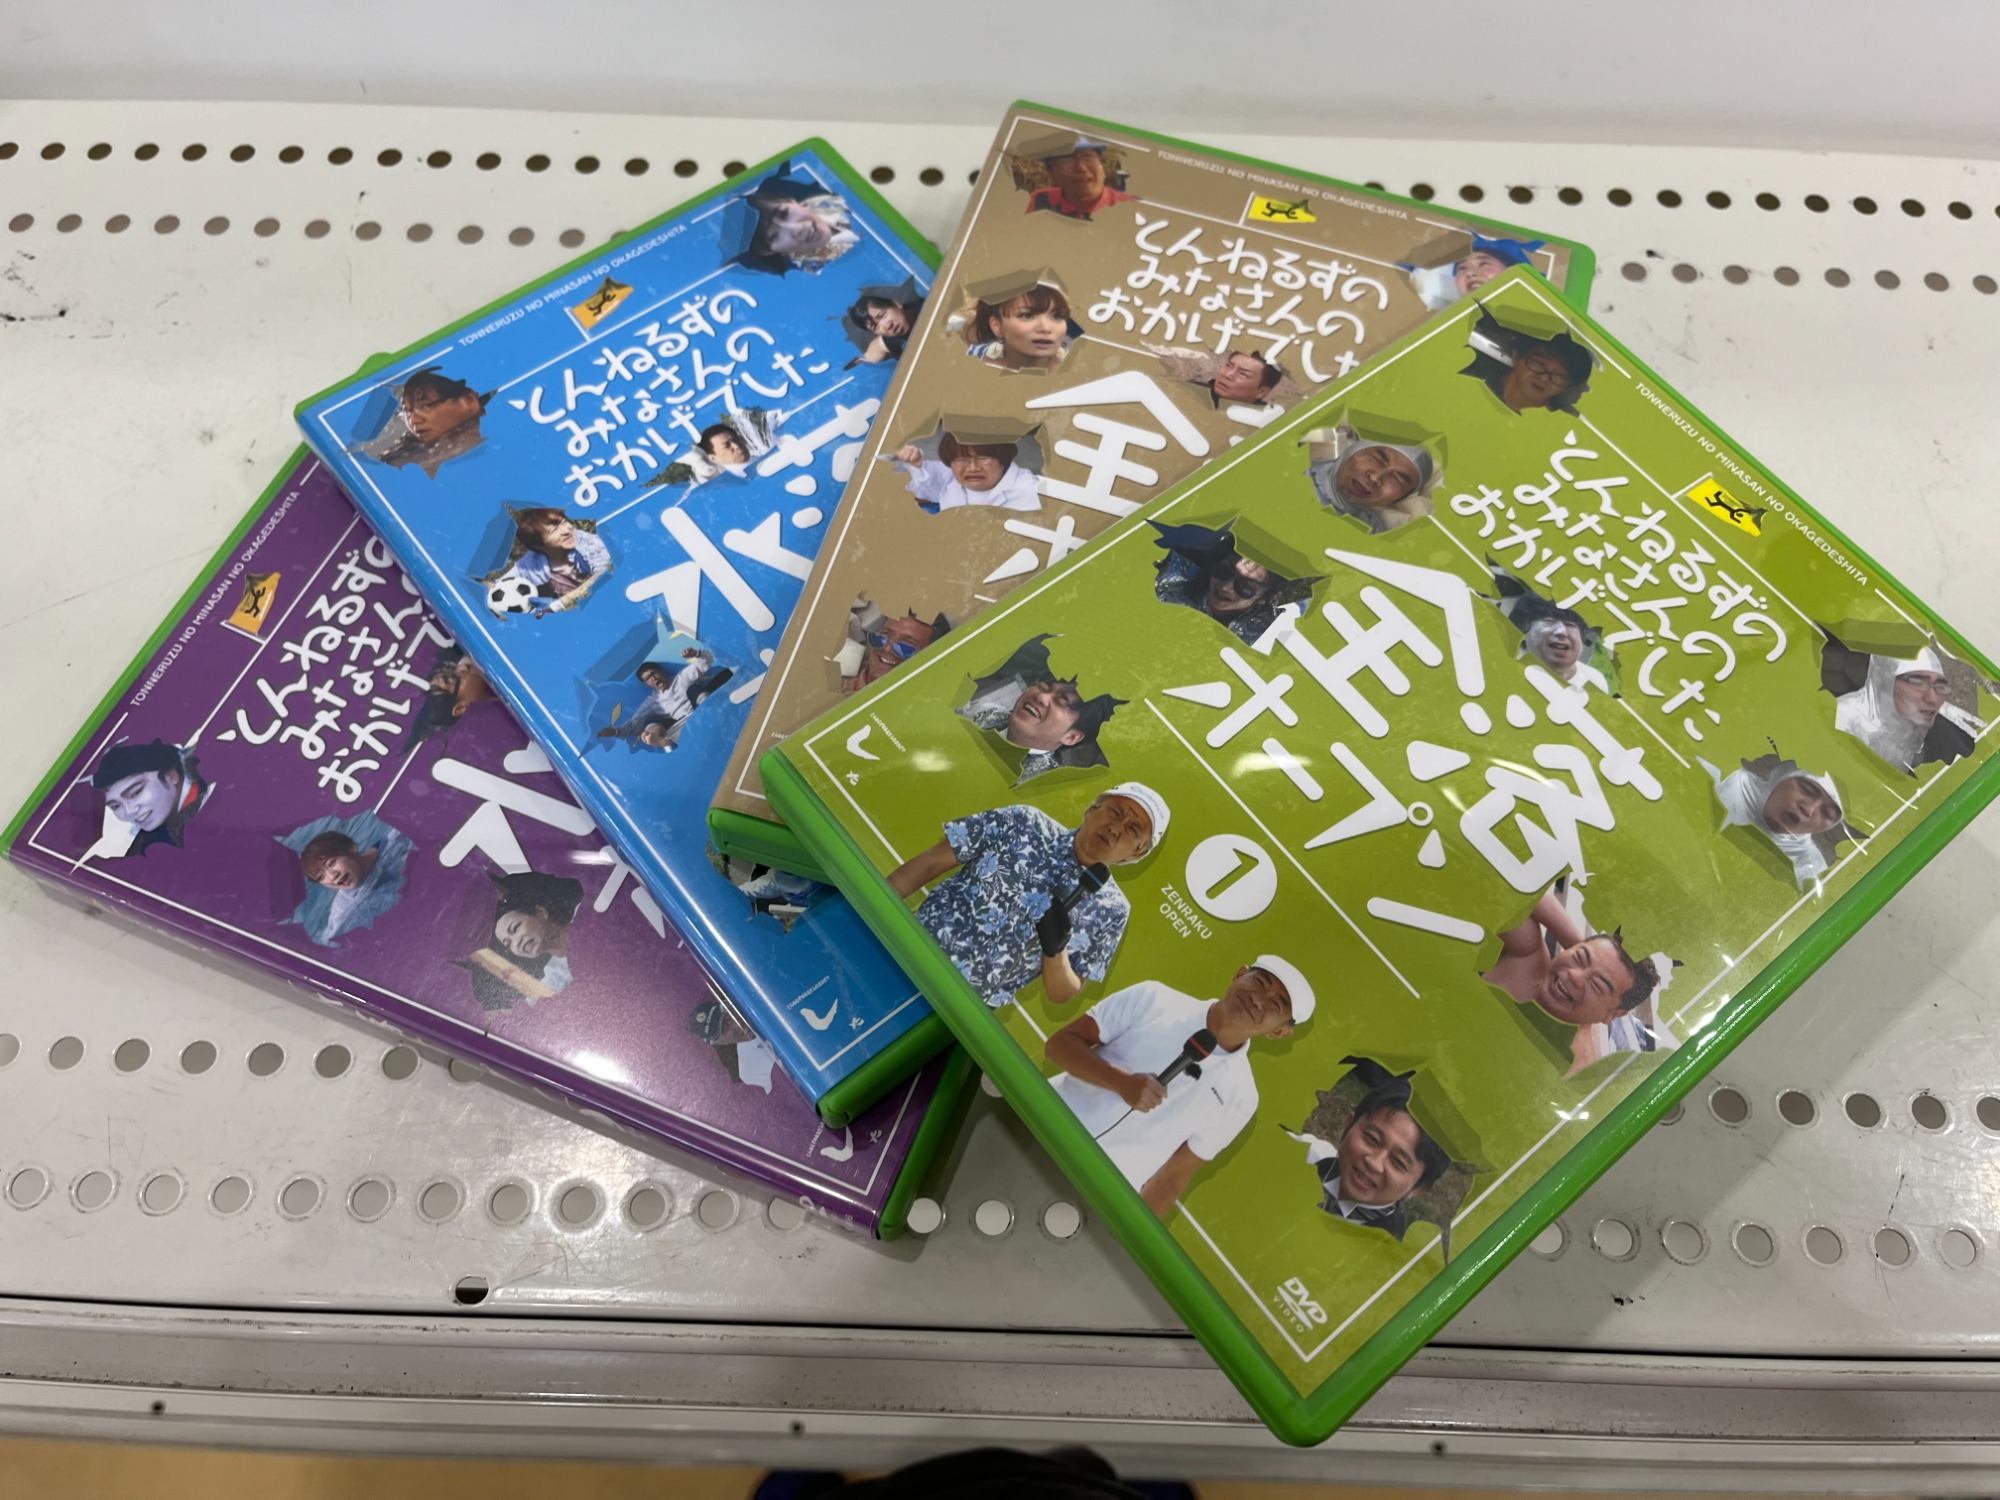 TONNERUZU NO MINASAN NO OKAGEDESHITA
とんねるずの
みなさんの
おかげで
水
TONNERUZU NO MINASAN NO OKAGEDESHITA
とんねるずの
みなさんの
おかげでした
水落
TONNERUZU NO MINASAN NO OKAGEDESHITA
とんねるずの
みなさんの
おかげでした
全
TONNERUZU NO MINASAN NO OKAGEDESHITA
とんねるずの
みなさんの
おかげでした
全落
オープン
1
ZENRAKU
OPEN
DVD
VIDEO